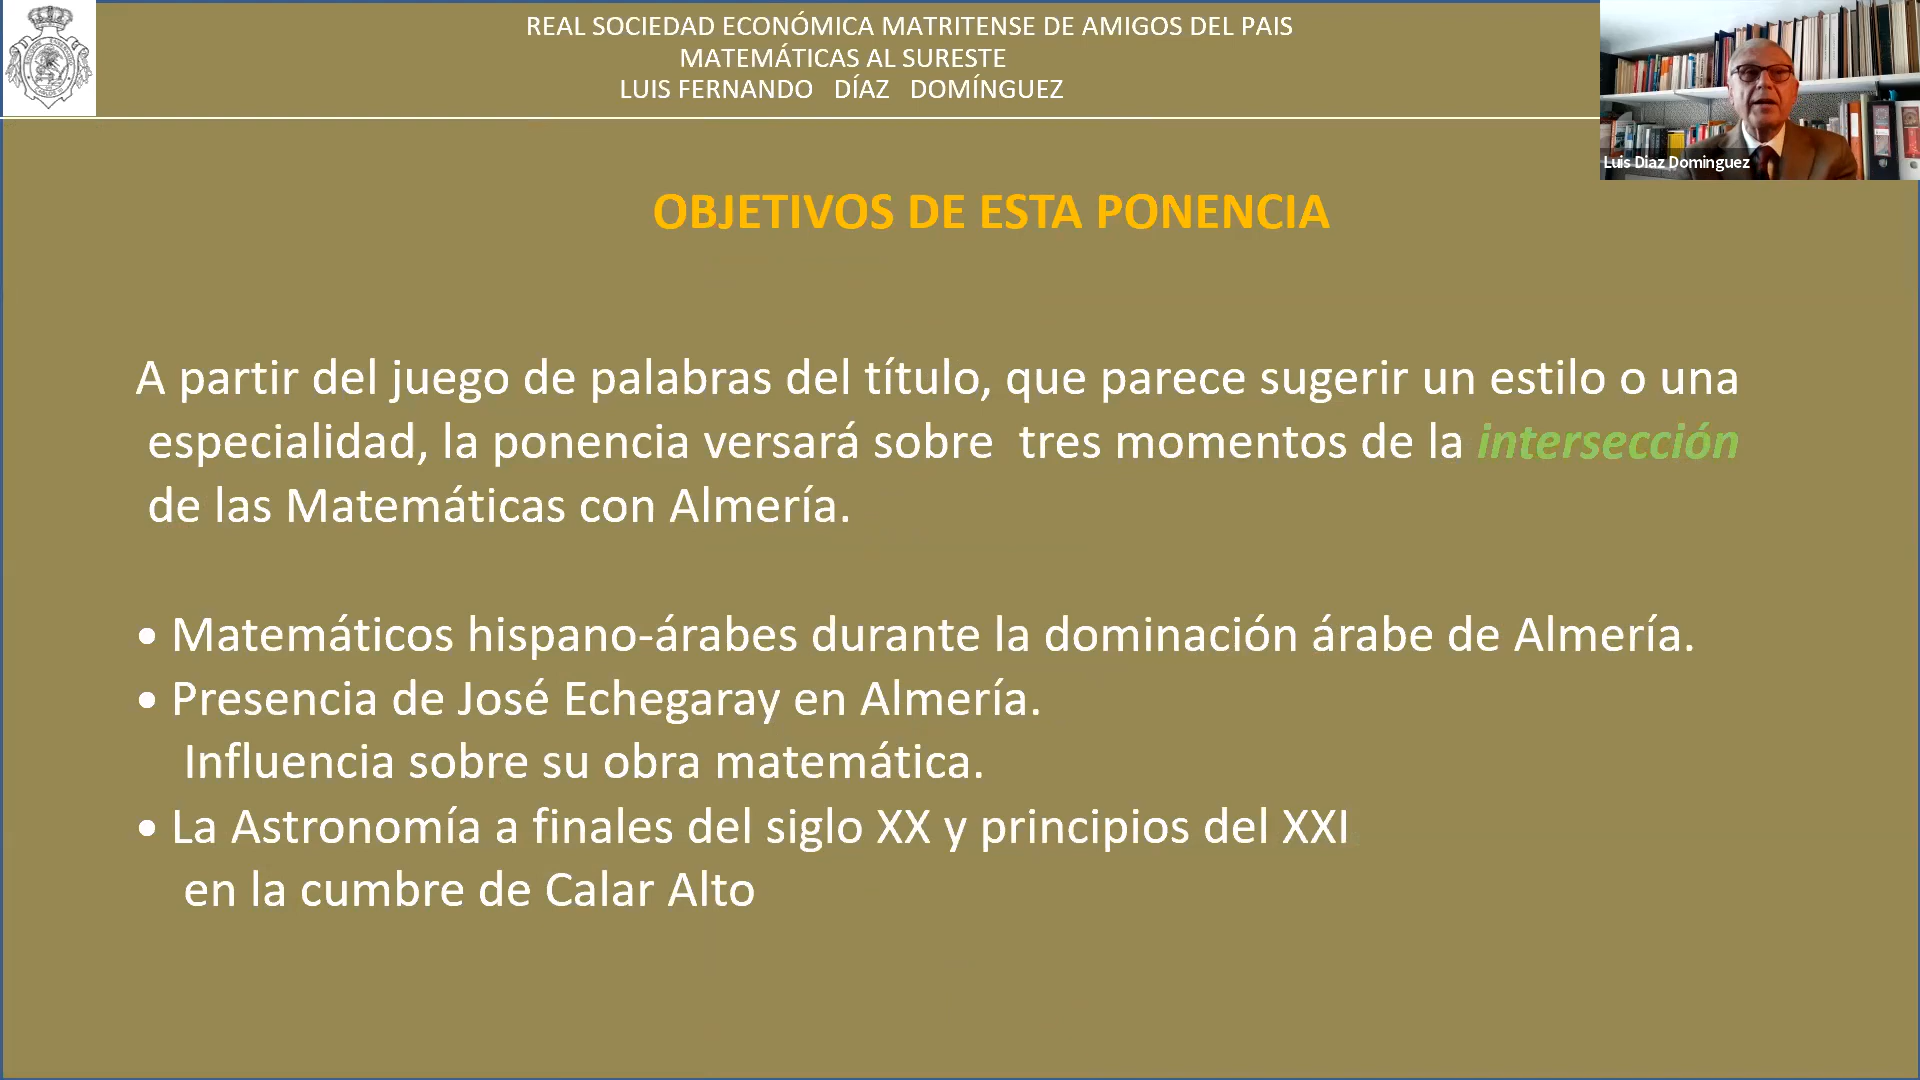 REAL SOCIEDAD ECONÓMICA MATRITENSE DE AMIGOS DEL PAIS
MATEMÁTICAS AL SURESTE
LUIS FERNANDO DÍAZ DOMÍNGUEZ
Luis Diaz Dominguez
OBJETIVOS DE ESTA PONENCIA
A partir del juego de palabras del título, que parece sugerir un estilo o una
especialidad, la ponencia versará sobre tres momentos de la intersección
de las Matemáticas con Almería.
• Matemáticos hispano-árabes durante la dominación árabe de Almería.
• Presencia de José Echegaray en Almería.
Influencia sobre su obra matemática.
• La Astronomía a finales del siglo XX y principios del XXI
en la cumbre de Calar Alto